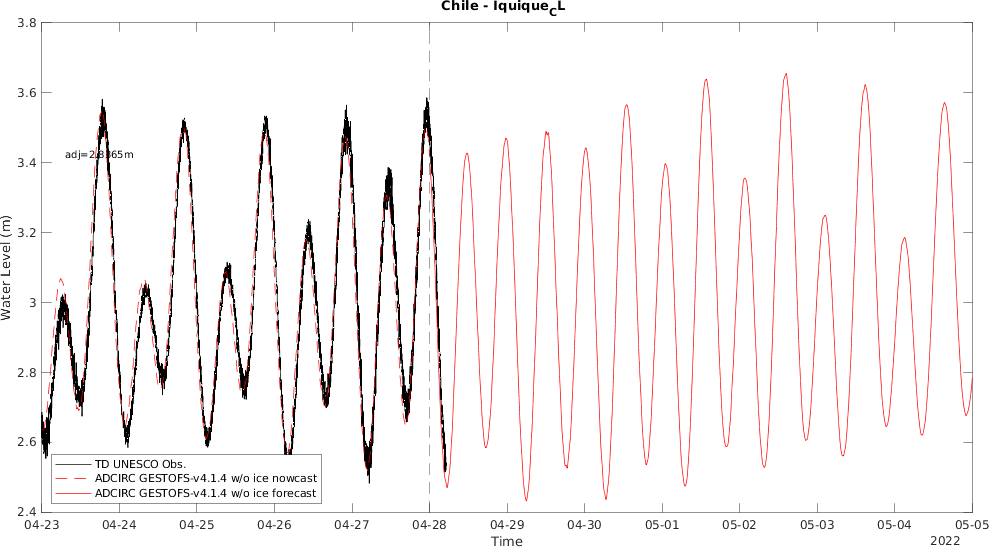 Chile - Iquique_CL
3.8
3.6
3.4
3.2
3
2.8
2.6
2.4
Water Level (m)
adj=2.8365m
TD UNESCO Obs.
ADCIRC GESTOFS-v4.1.4 w/o ice nowcast
ADCIRC GESTOFS-v4.1.4 w/o ice forecast
04-23 04-24 04-25 04-26 04-27 04-28 04-29 04-30 05-01 05-02 05-03 05-04 05-05
Time
2022